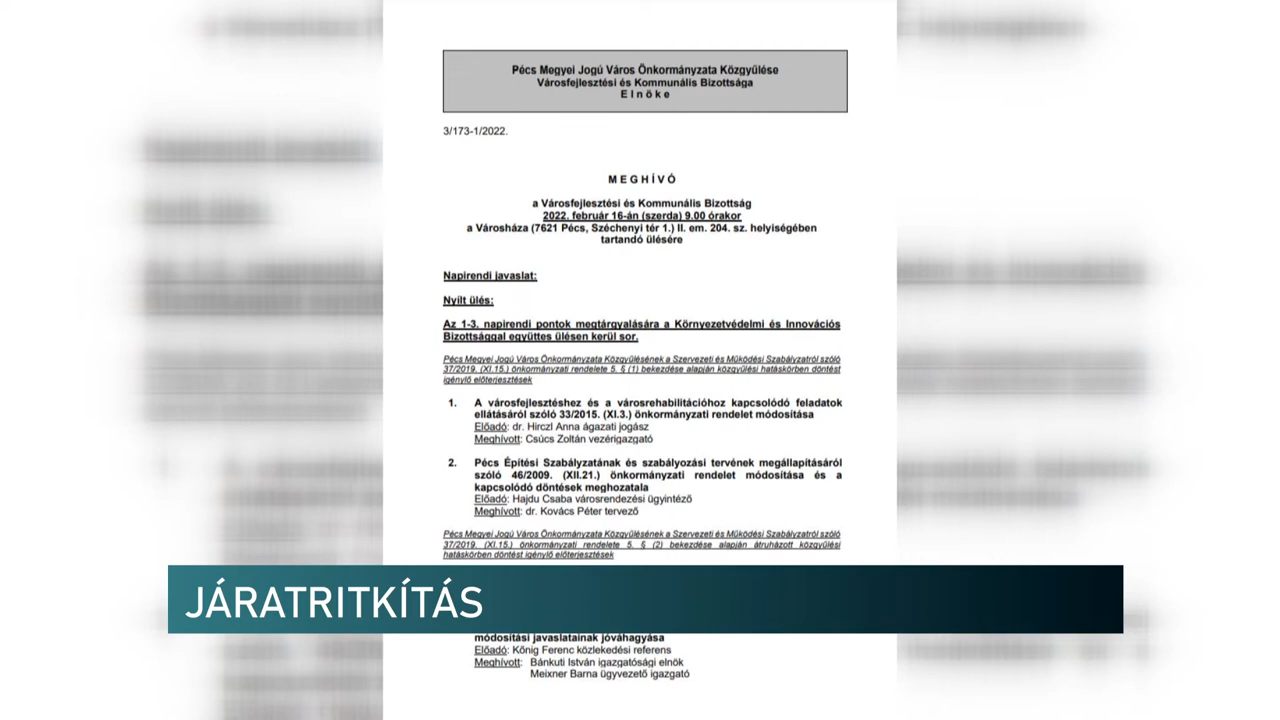 Pécs Megyei Jogú Város Önkormányzata Közgyűlése
Városfejlesztési és Kommunális Bizottsága
E l n ö k e
3/173-1/2022.
M E G H Í V Ó
a Városfejlesztési és Kommunális Bizottság
2022. február 16-án (szerda) 9.00 órakor
a Városháza (7621 Pécs, Széchenyi tér 1.) II. em. 204. sz. helyiségében
tartandó ülésére
Napirendi javaslat:
Nyílt ülés:
Az 1-3. napirendi pontok megtárgyalására a Környezetvédelmi és Innovációs
Bizottsággal együttes ülésen kerül sor.
Pécs Megyei Jogú Város Önkormányzata Közgyűlésének a Szervezeti és Működési Szabályzatról szóló
37/2019. (XI.15.) önkormányzati rendelete 5. § (1) bekezdése alapján közgyűlési hatáskörben döntést
igénylő előterjesztések
1. A városfejlesztéshez és a városrehabilitációhoz kapcsolódó feladatok
ellátásáról szóló 33/2015. (XI.3.) önkormányzati rendelet módosítása
Előadó: dr. Hirczl Anna ágazati jogász
Meghívott: Csúcs Zoltán vezérigazgató
2. Pécs Építési Szabályzatának és szabályozási tervének megállapításáról
szóló 46/2009. (XII.21.) önkormányzati rendelet módosítása és a
kapcsolódó döntések meghozatala
Előadó: Hajdu Csaba városrendezési ügyintéző
Meghívott: dr. Kovács Péter tervező
Pécs Megyei Jogú Város Önkormányzata Közgyűlésének a Szervezeti és Működési Szabályzatról szóló
37/2019. (XI.15.) önkormányzati rendelete 5. § (2) bekezdése alapján átruházott közgyűlési
hatáskörben döntést igénylő előterjesztések
JÁRATRITKÍTÁS
módosítási javaslatainak jóváhagyása
Előadó: Kőnig Ferenc közlekedési referens
Meghívott: Bánkuti István igazgatósági elnök
Meixner Barna ügyvezető igazgató